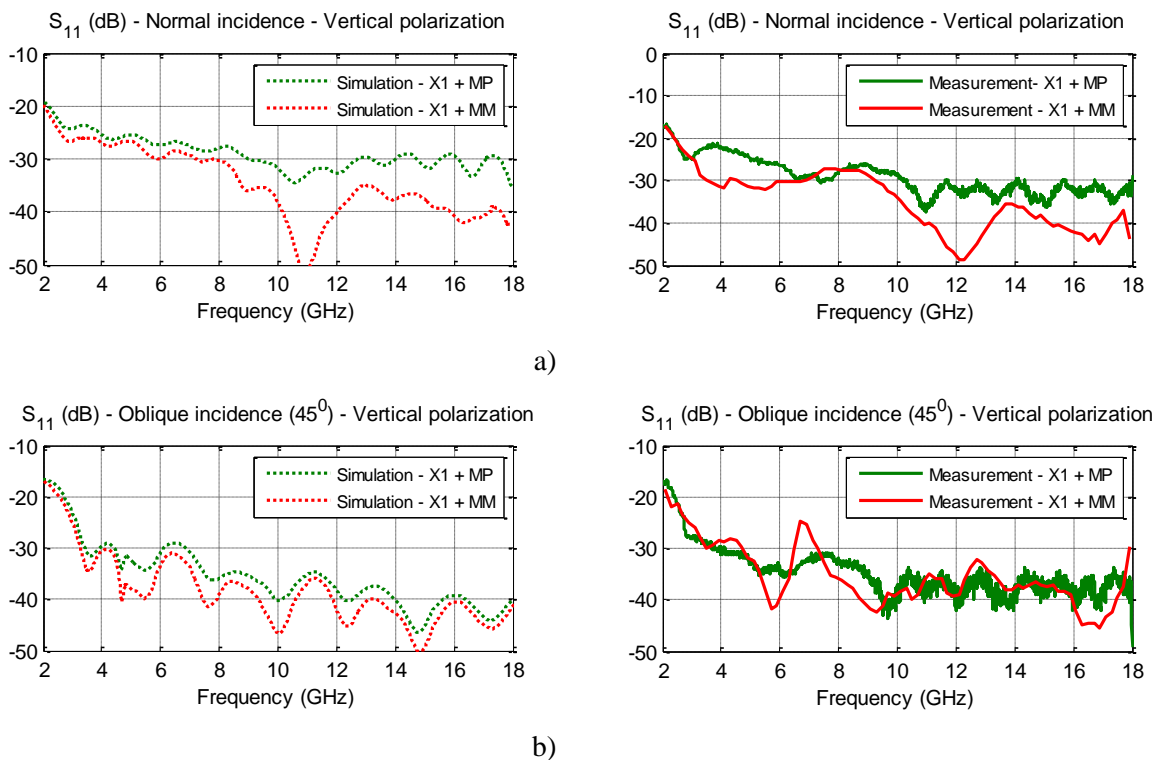 S11 (dB) - Normal incidence - Vertical polarization
-10
-20
-30
-40
-50
2 4 6 8 10 12 14 16 18
Frequency (GHz)
Simulation - X1 + MP
Simulation - X1 + MM
S11 (dB) - Normal incidence - Vertical polarization
0
-10
-20
-30
-40
-50
2 4 6 8 10 12 14 16 18
Frequency (GHz)
Measurement- X1 + MP
Measurement - X1 + MM
a)
S11 (dB) - Oblique incidence (45⁰) - Vertical polarization
-10
-20
-30
-40
-50
2 4 6 8 10 12 14 16 18
Frequency (GHz)
Simulation - X1 + MP
Simulation - X1 + MM
S11 (dB) - Oblique incidence (45⁰) - Vertical polarization
-10
-20
-30
-40
-50
2 4 6 8 10 12 14 16 18
Frequency (GHz)
Measurement - X1 + MP
Measurement - X1 + MM
b)